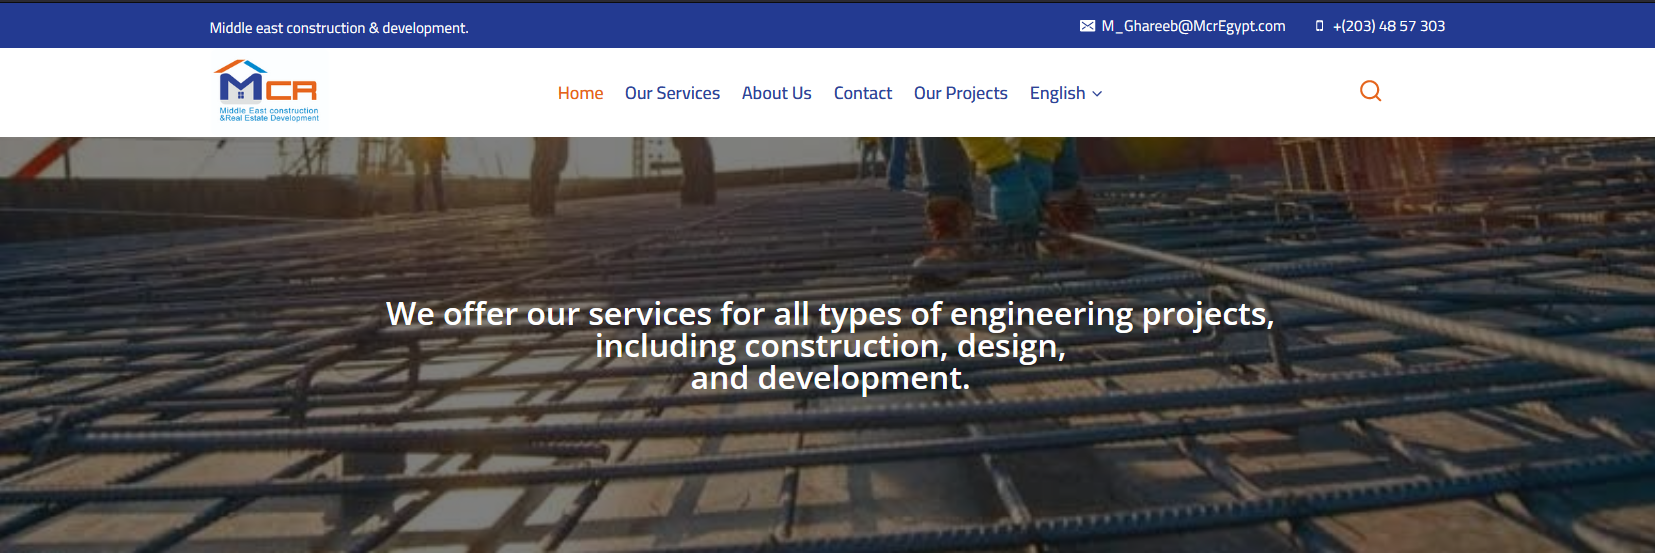 Middle east construction & development.
M_Ghareeb@McrEgypt.com
+(203) 48 57 303
MCR
Middle East construction
&Real Estate Development
Home
Our Services
About Us
Contact
Our Projects
English
We offer our services for all types of engineering projects,
including construction, design,
and development.